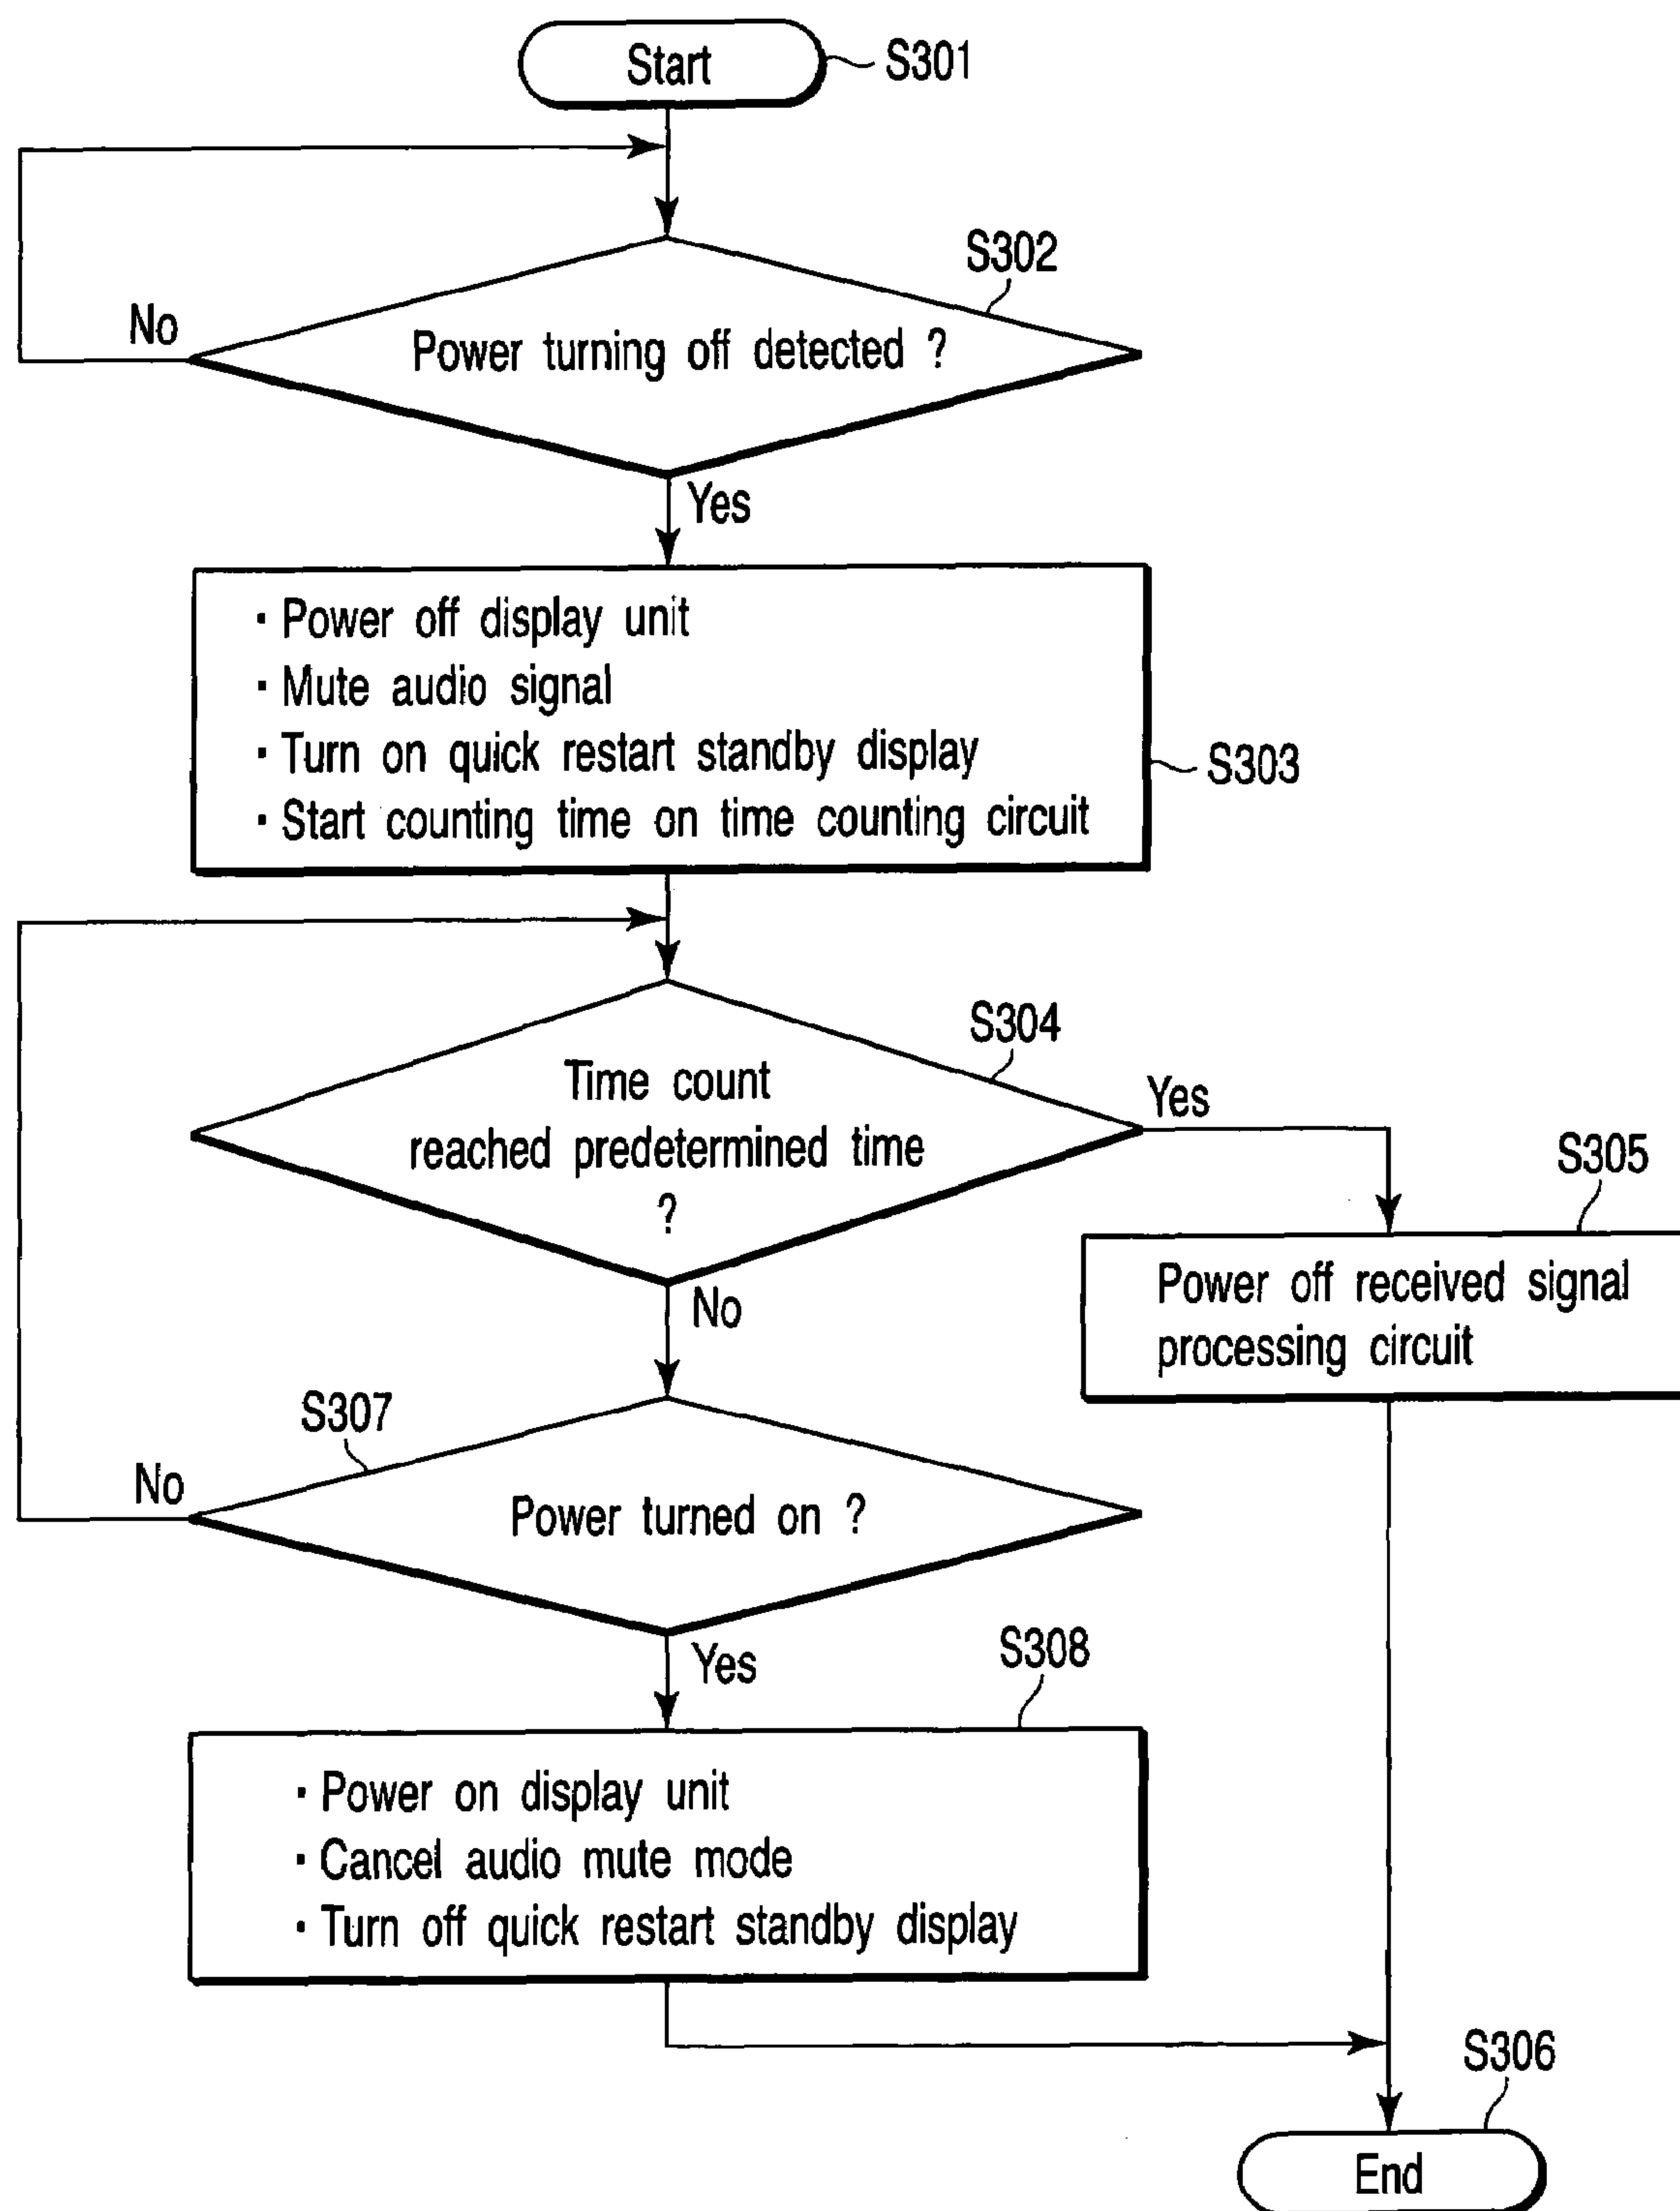 Start
S301
S302
No
Power turning off detected ?
Yes
· Power off display unit
· Mute audio signal
· Turn on quick restart standby display
· Start counting time on time counting circuit
S303
S304
Time count
reached predetermined time
?
Yes
S305
Power off received signal
processing circuit
No
S307
No
Power turned on ?
Yes
S308
· Power on display unit
· Cancel audio mute mode
· Turn off quick restart standby display
S306
End